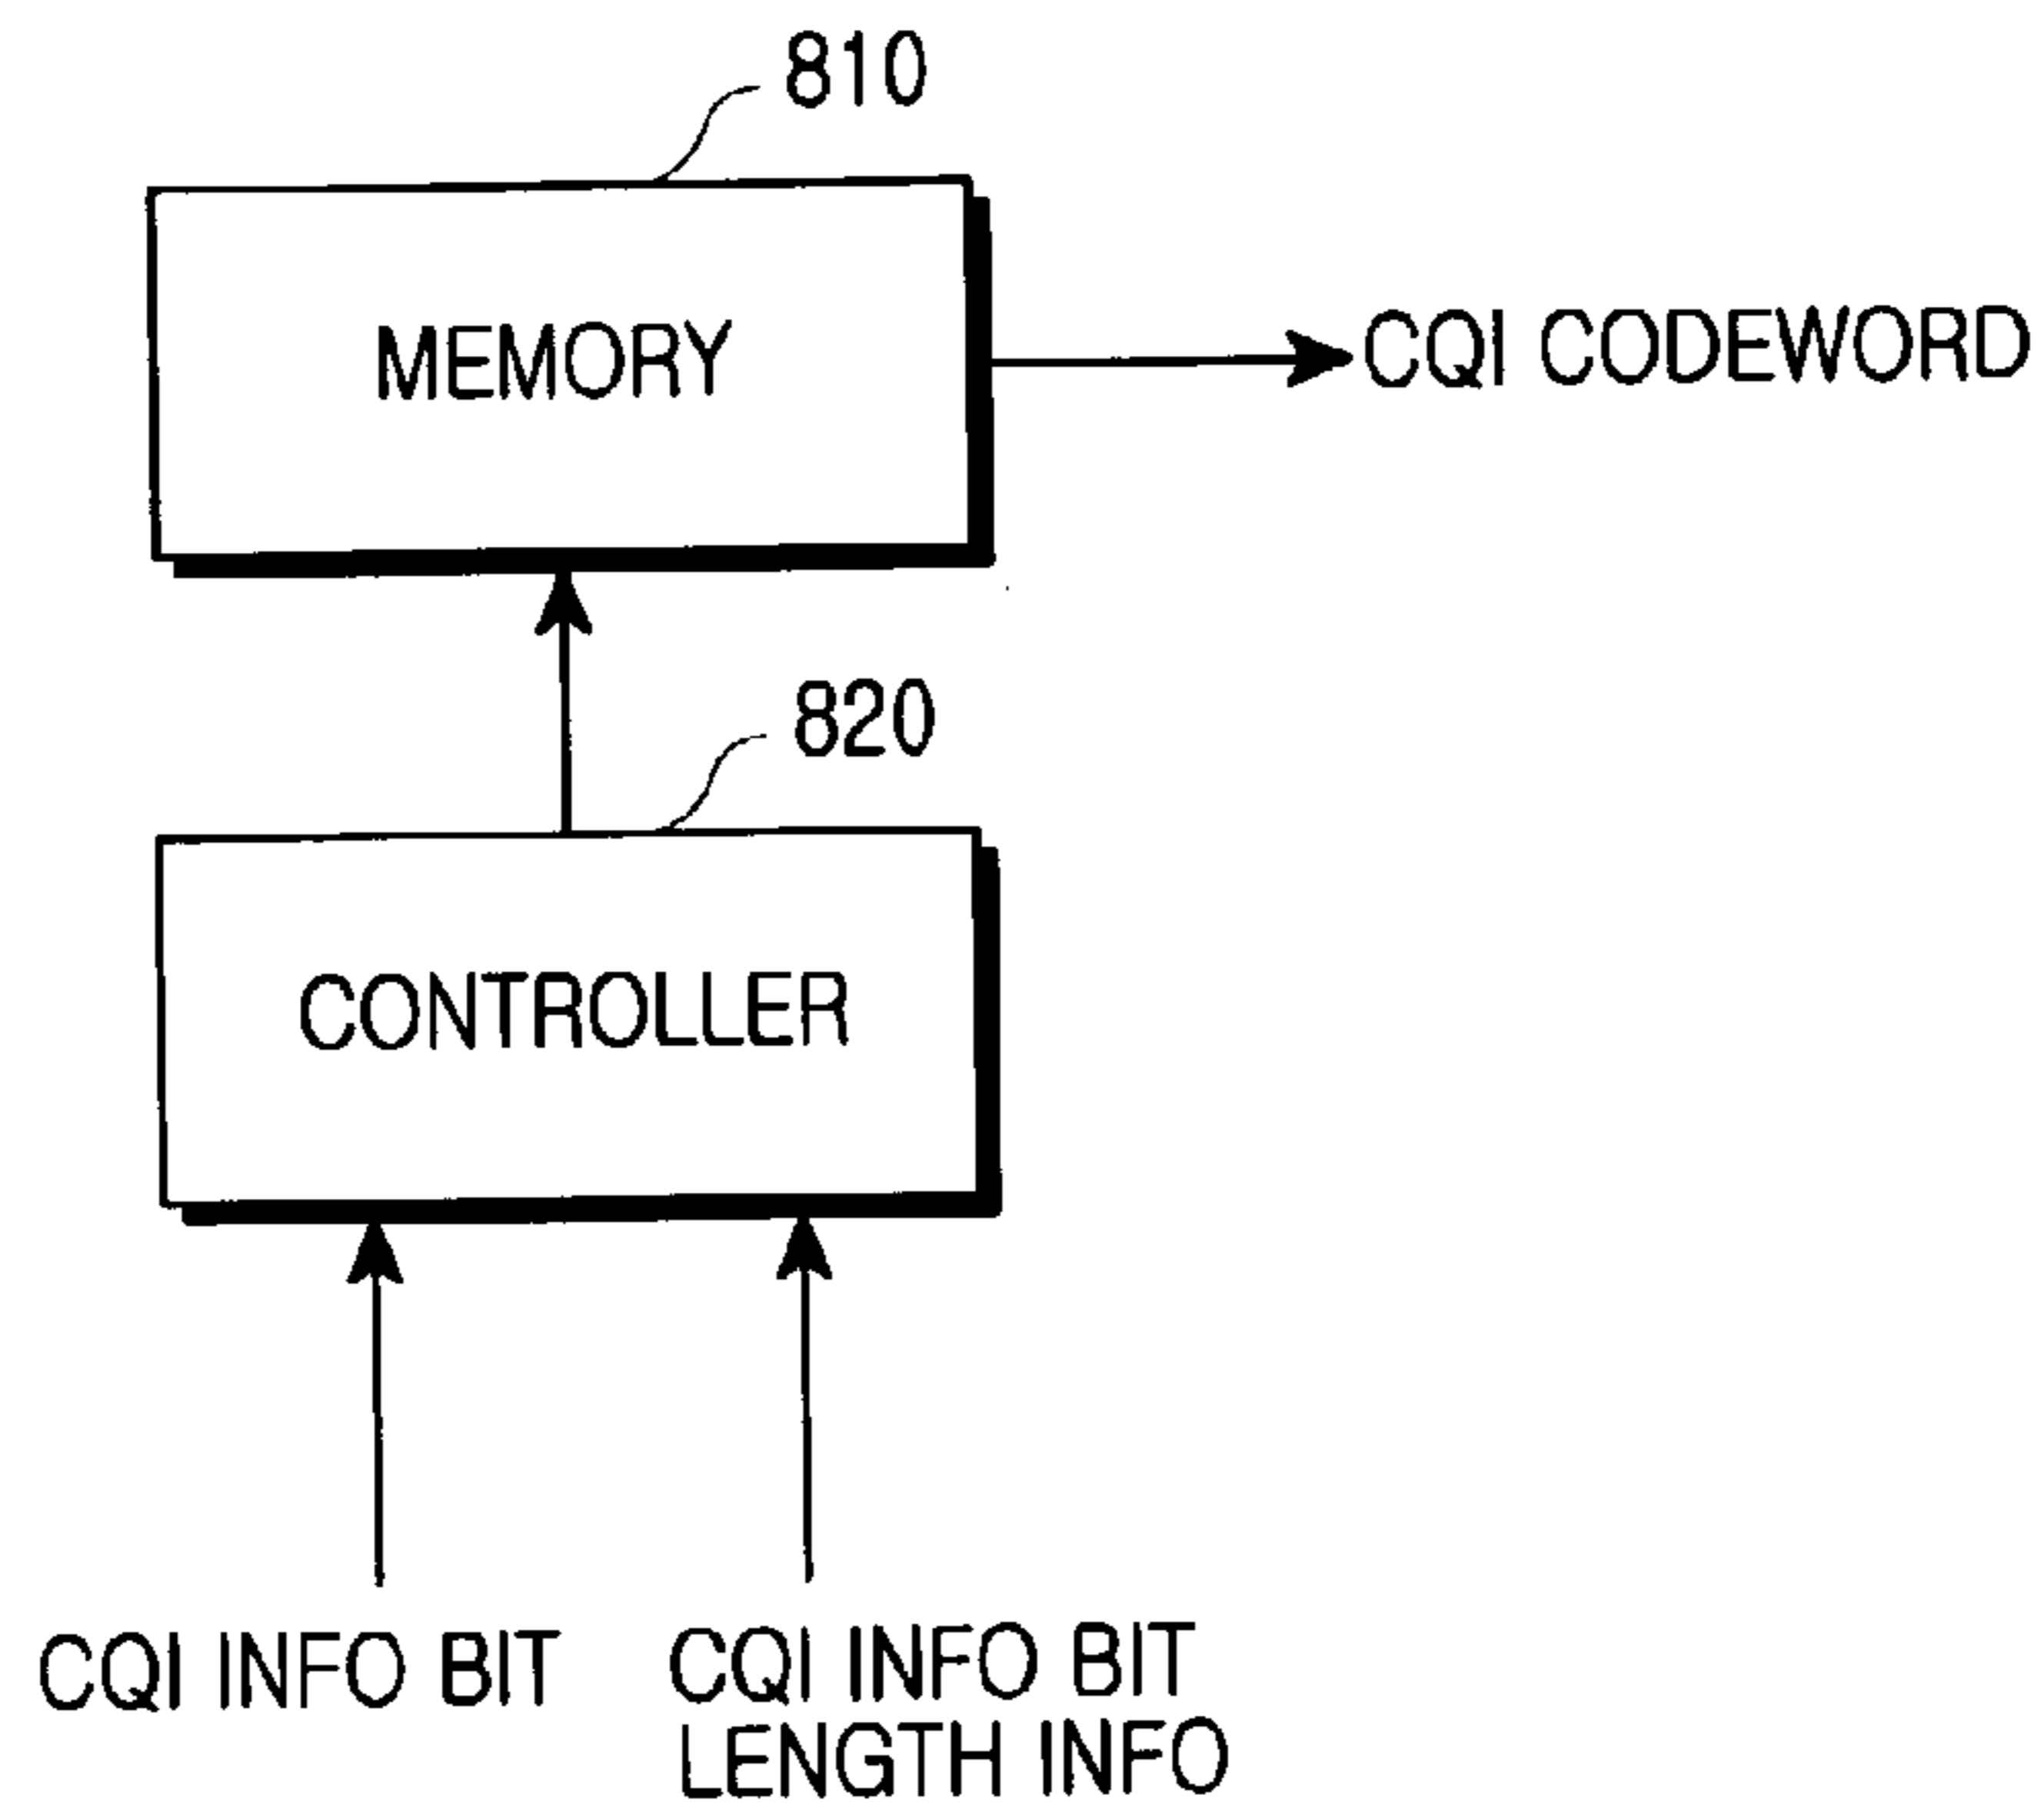 810
MEMORY
CQI CODEWORD
820
CONTROLLER
CQI INFO BIT
CQI INFO BIT
LENGTH INFO